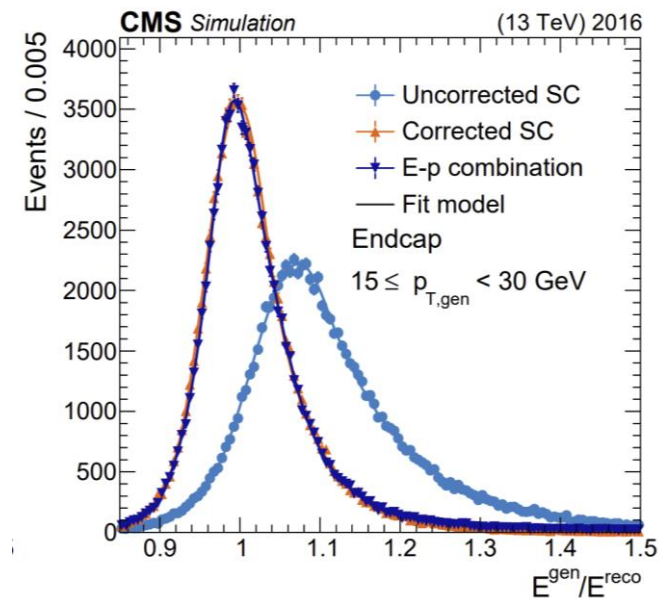 CMS Simulation (13 TeV) 2016
Events / 0.005
4000
3500
3000
2500
2000
1500
1000
500
0
Uncorrected SC
Corrected SC
E-p combination
Fit model
Endcap
15 ≤ p_T,gen < 30 GeV
0.9 1 1.1 1.2 1.3 1.4 1.5
E^gen/E^reco